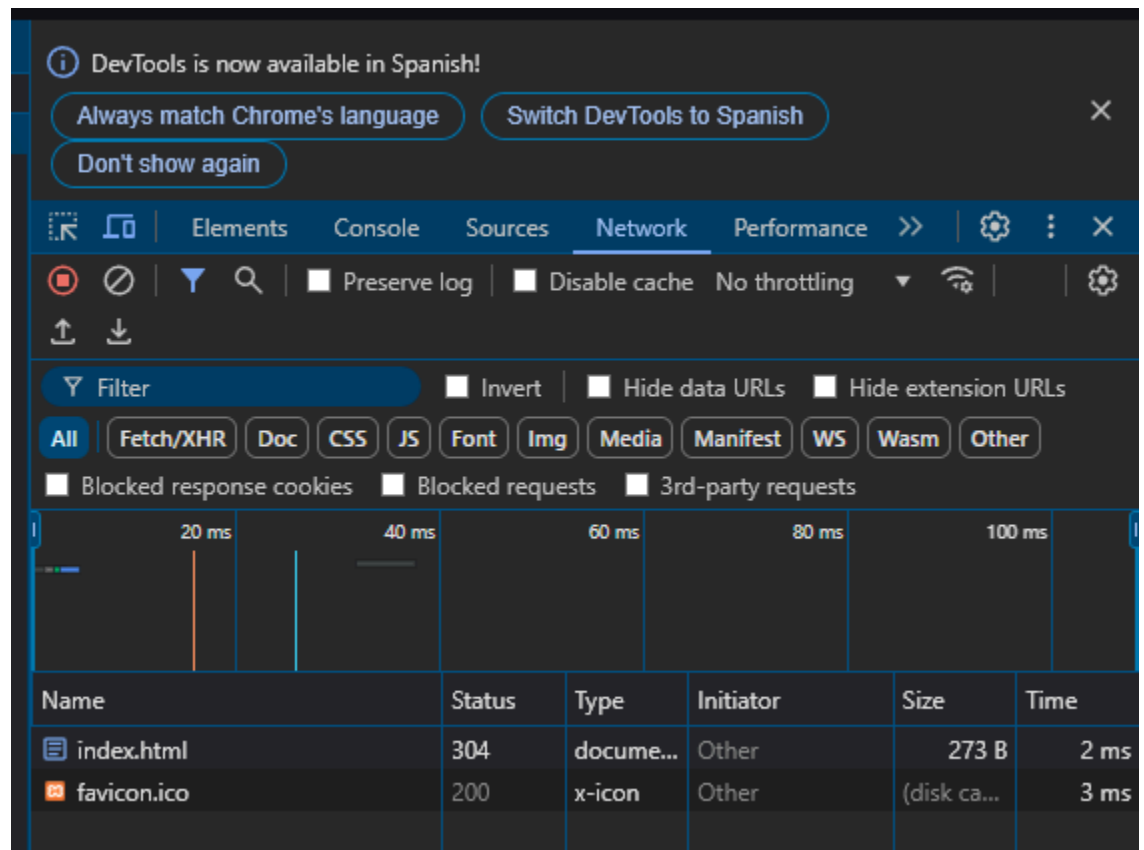 DevTools is now available in Spanish!
Always match Chrome's language Switch DevTools to Spanish
Don't show again
Elements Console Sources Network Performance
Preserve log Disable cache No throttling
Filter Invert Hide data URLs Hide extension URLs
All Fetch/XHR Doc CSS JS Font Img Media Manifest WS Wasm Other
Blocked response cookies Blocked requests 3rd-party requests
20 ms 40 ms 60 ms 80 ms 100 ms
Name Status Type Initiator Size Time
index.html 304 docume... Other 273 B 2 ms
favicon.ico 200 x-icon Other (disk ca... 3 ms